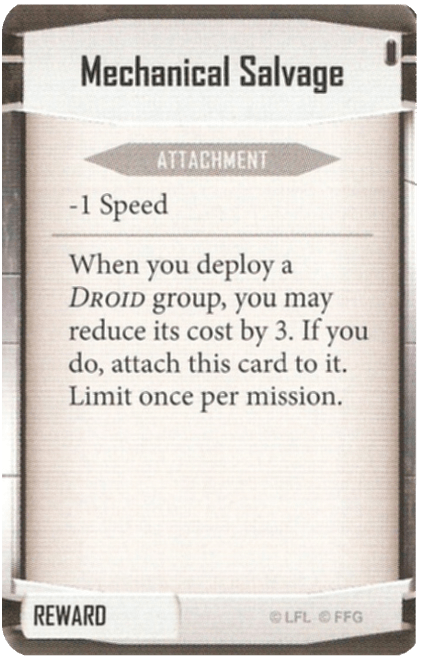 Mechanical Salvage
ATTACHMENT
-1 Speed
When you deploy a
DROID group, you may
reduce its cost by 3. If you
do, attach this card to it.
Limit once per mission.
REWARD
© LFL © FFG